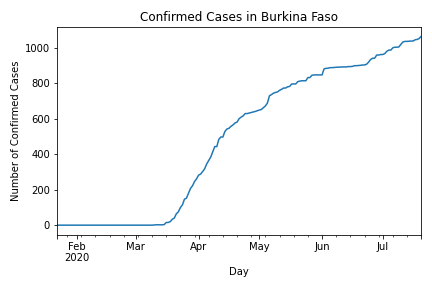 Confirmed Cases in Burkina Faso
Number of Confirmed Cases
1000
800
600
400
200
0
Feb Mar Apr May Jun Jul
2020
Day